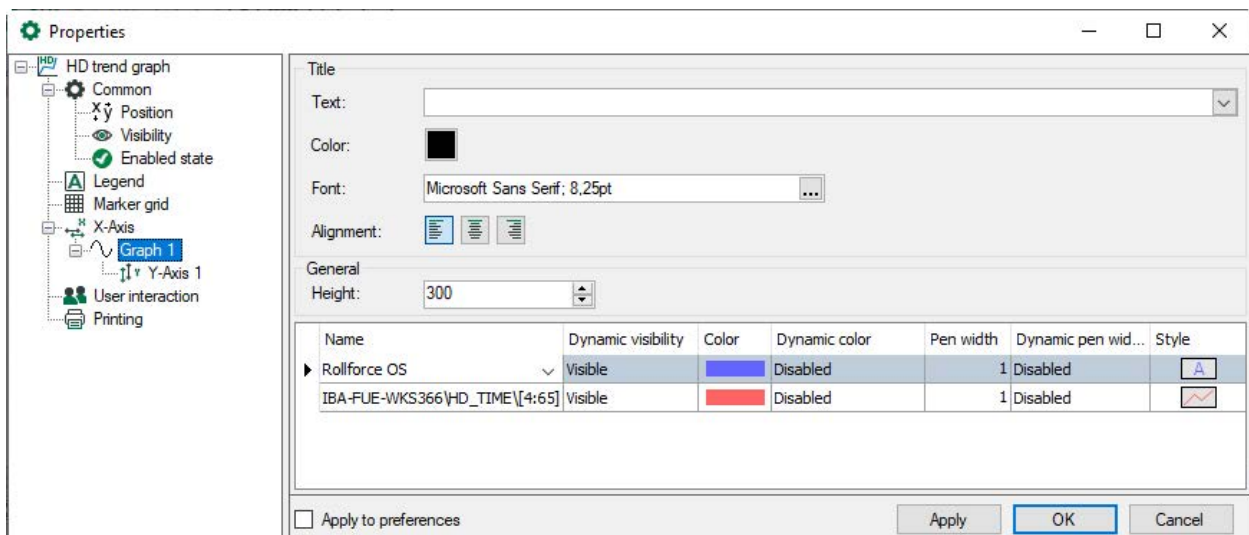 Properties
HD trend graph
Common
Position
Visibility
Enabled state
Legend
Marker grid
X-Axis
Graph 1
Y-Axis 1
User interaction
Printing
Title
Text:
Color:
Font: Microsoft Sans Serif; 8,25pt ...
Alignment:
General
Height: 300
Name Dynamic visibility Color Dynamic color Pen width Dynamic pen wid... Style
Rollforce OS Visible Disabled 1 Disabled A
IBA-FUE-WKS366\HD_TIME\[4:65] Visible Disabled 1 Disabled
Apply to preferences Apply OK Cancel